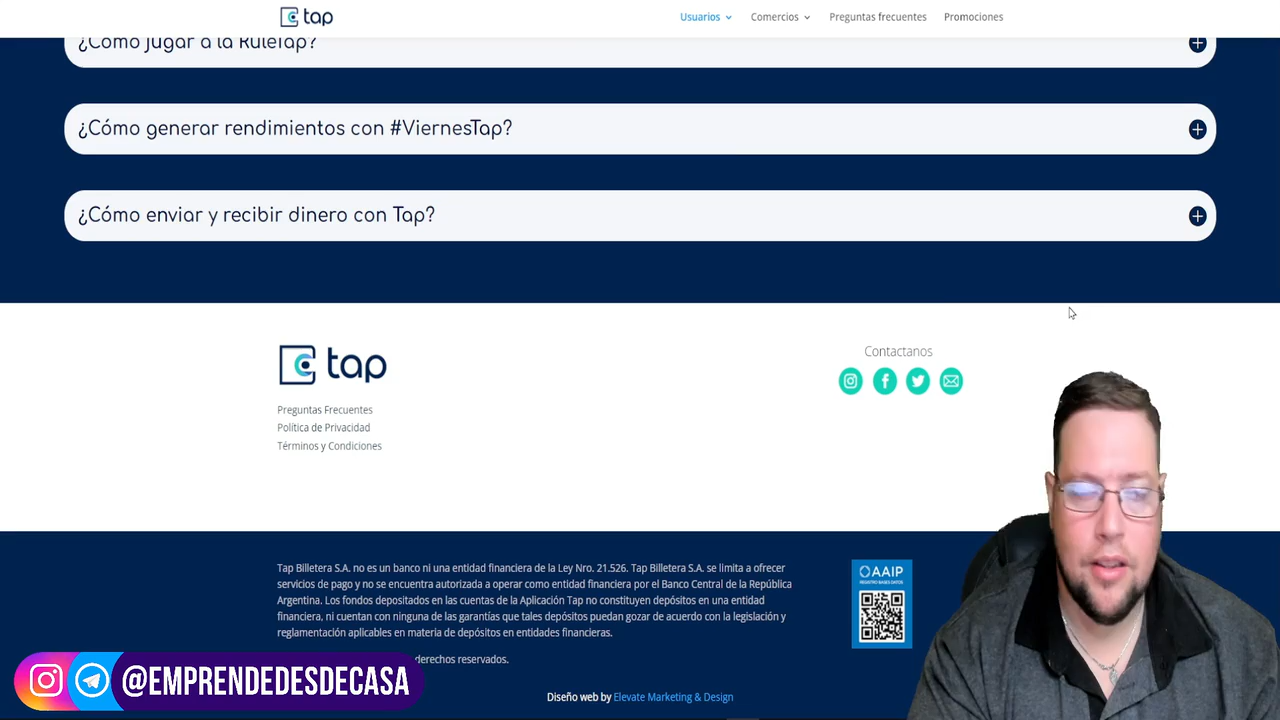 tap
Usuarios
Comercios
Preguntas frecuentes
Promociones
¿Cómo jugar a la RuleTap?
¿Cómo generar rendimientos con #ViernesTap?
¿Cómo enviar y recibir dinero con Tap?
tap
Preguntas Frecuentes
Política de Privacidad
Términos y Condiciones
Contactanos
Tap Billetera S.A. no es un banco ni una entidad financiera de la Ley Nro. 21.526. Tap Billetera S.A. se limita a ofrecer
servicios de pago y no se encuentra autorizada a operar como entidad financiera por el Banco Central de la República
Argentina. Los fondos depositados en las cuentas de la Aplicación Tap no constituyen depósitos en una entidad
financiera, ni cuentan con ninguna de las garantías que tales depósitos puedan gozar de acuerdo con la legislación y
reglamentación aplicables en materia de depósitos en entidades financieras.
derechos reservados.
AAIP
REGISTRO BASES DATOS
Diseño web by Elevate Marketing & Design
@EMPRENDEDESDECASA